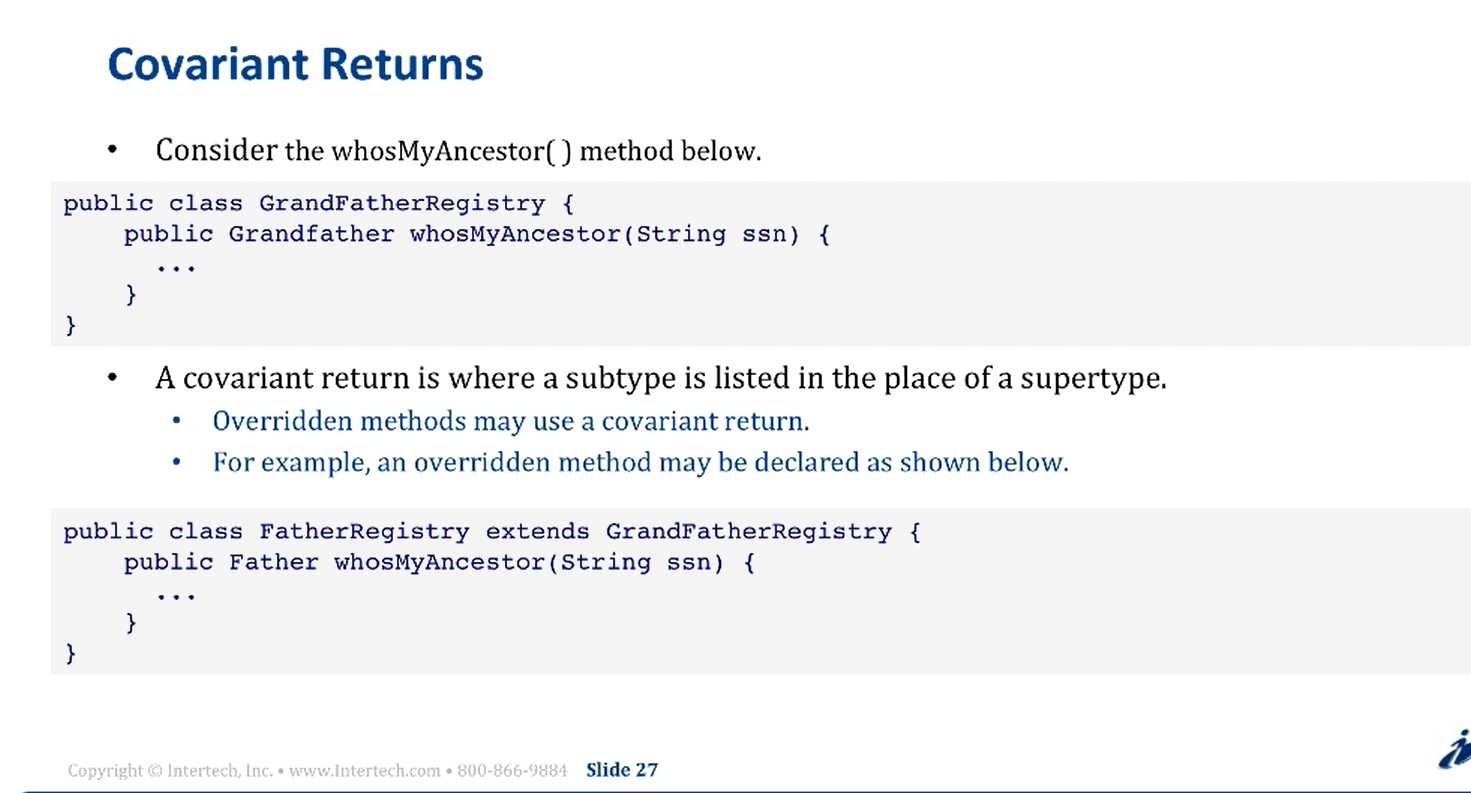 Covariant Returns
• Consider the whosMyAncestor( ) method below.
public class GrandFatherRegistry {
public Grandfather whosMyAncestor(String ssn) {
...
}
}
• A covariant return is where a subtype is listed in the place of a supertype.
• Overridden methods may use a covariant return.
• For example, an overridden method may be declared as shown below.
public class FatherRegistry extends GrandFatherRegistry {
public Father whosMyAncestor(String ssn) {
...
}
}
Copyright © Intertech, Inc. • www.Intertech.com • 800-866-9884 Slide 27